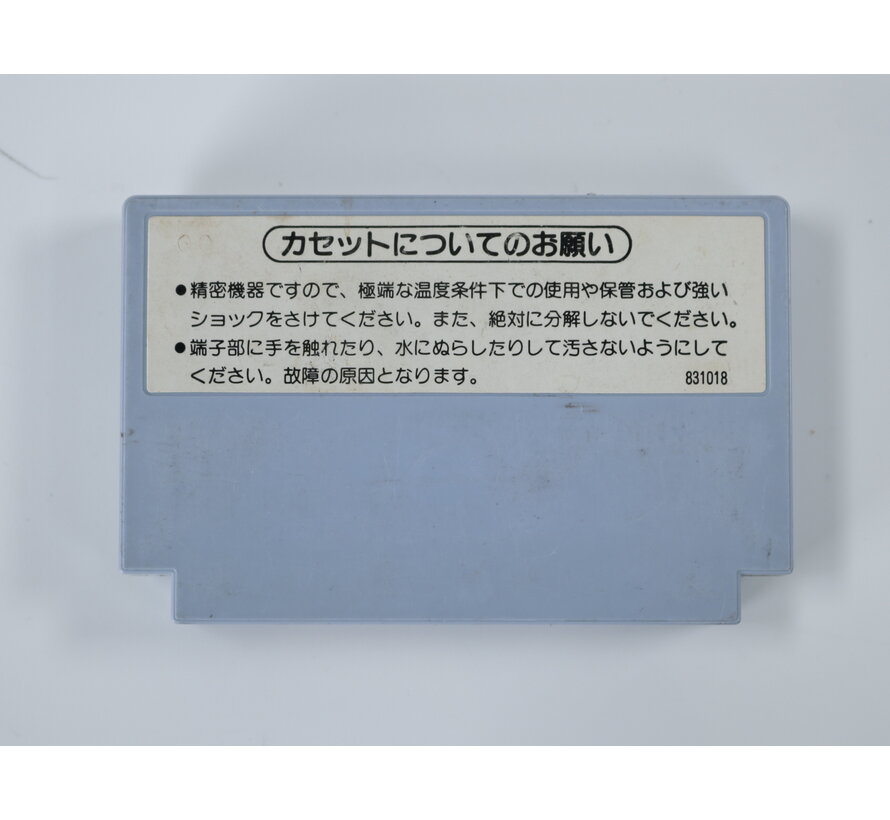 カセットについてのお願い
●精密機器ですので、極端な温度条件下での使用や保管および強い
ショックをさけてください。また、絶対に分解しないでください。
●端子部に手を触れたり、水にぬらしたりして汚さないようにして
ください。故障の原因となります。 831018